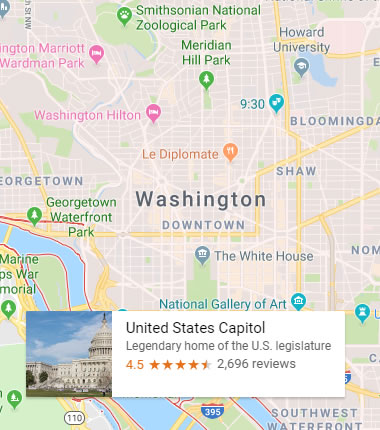 Smithsonian National
Zoological Park
Howard
University
Meridian
Hill Park
ington Marriott
Wardman Park
9:30
Washington Hilton
BLOOMINGDA
Le Diplomate
SHAW
EORGETOWN
Washington
Georgetown
Waterfront
Park
DOWNTOWN
The White House
NOM
Marine
ps War
morial
National Gallery of Art
United States Capitol
Legendary home of the U.S. legislature
4.5 2,696 reviews
110
395
SOUTHWEST
WATERFRONT